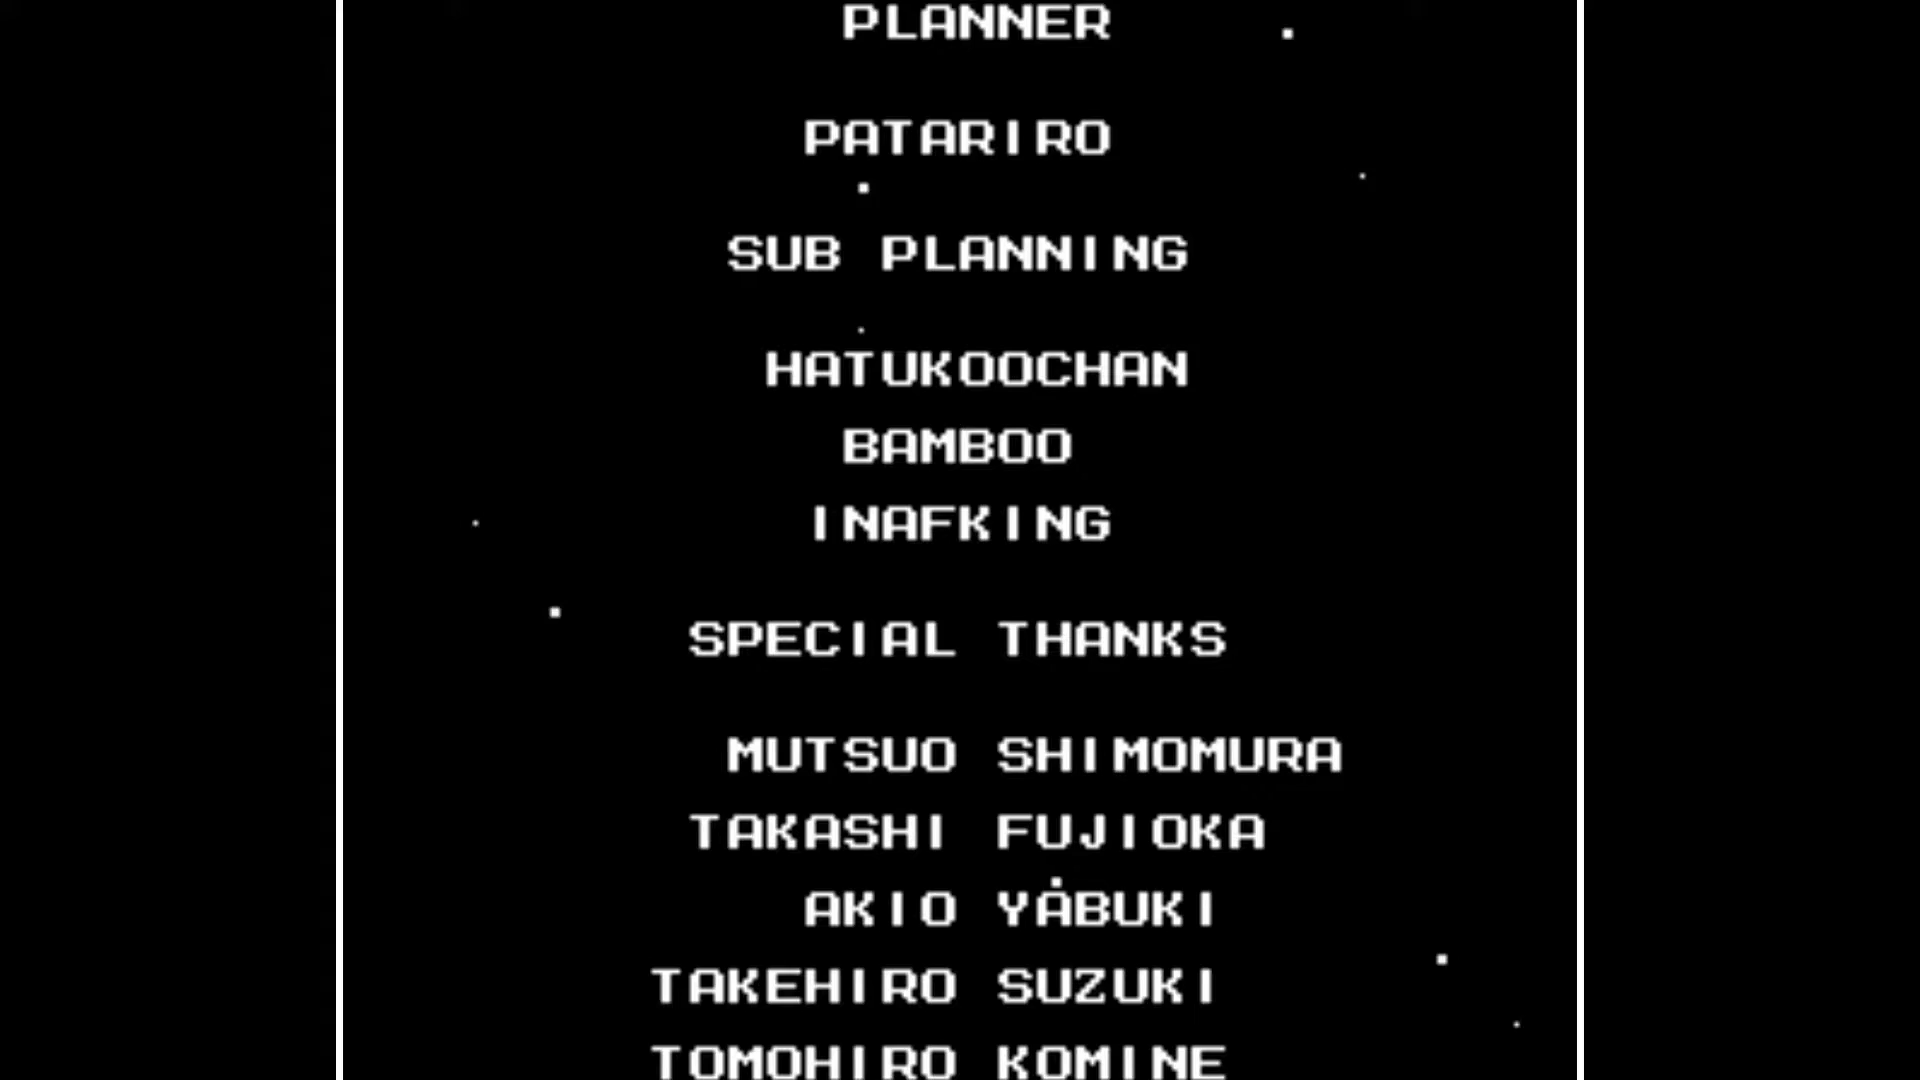 PLANNER
PATARIRO
SUB PLANNING
HATUKOOCHAN
BAMBOO
INAFKING
SPECIAL THANKS
MUTSUO SHIMOMURA
TAKASHI FUJIOKA
AKIO YABUKI
TAKEHIRO SUZUKI
TOMOHIRO KOMINE